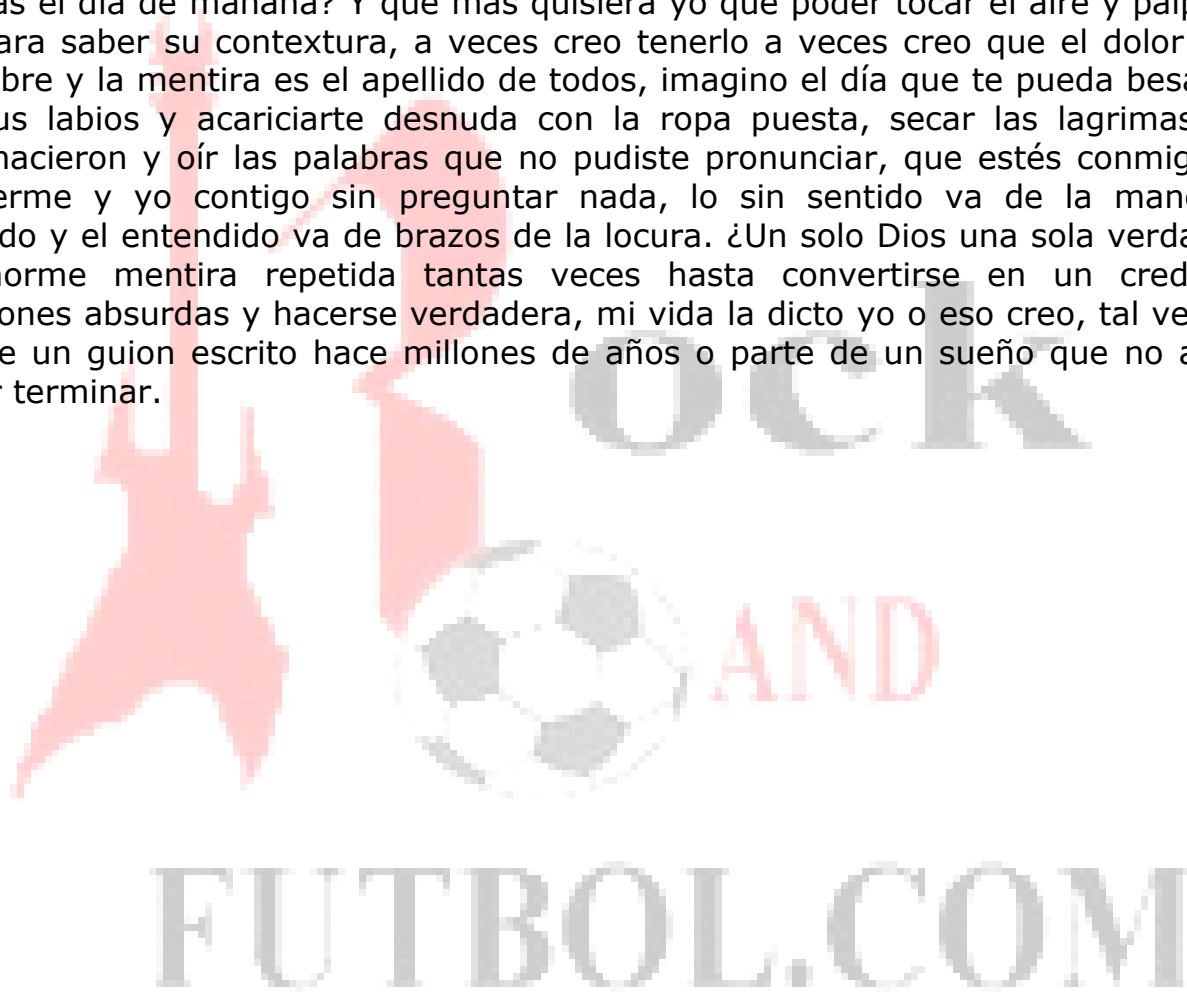 as el día de mañana? Y que más quisiera yo que poder tocar el aire y palp
ara saber su contextura, a veces creo tenerlo a veces creo que el dolor
bre y la mentira es el apellido de todos, imagino el día que te pueda besa
us labios y acariciarte desnuda con la ropa puesta, secar las lagrimas
nacieron y oír las palabras que no pudiste pronunciar, que estés conmig
erme y yo contigo sin preguntar nada, lo sin sentido va de la man
do y el entendido va de brazos de la locura. ¿Un solo Dios una sola verda
norme mentira repetida tantas veces hasta convertirse en un cred
ones absurdas y hacerse verdadera, mi vida la dicto yo o eso creo, tal ve
e un guion escrito hace millones de años o parte de un sueño que no a
r terminar.
Rock
AND
FUTBOL.COM